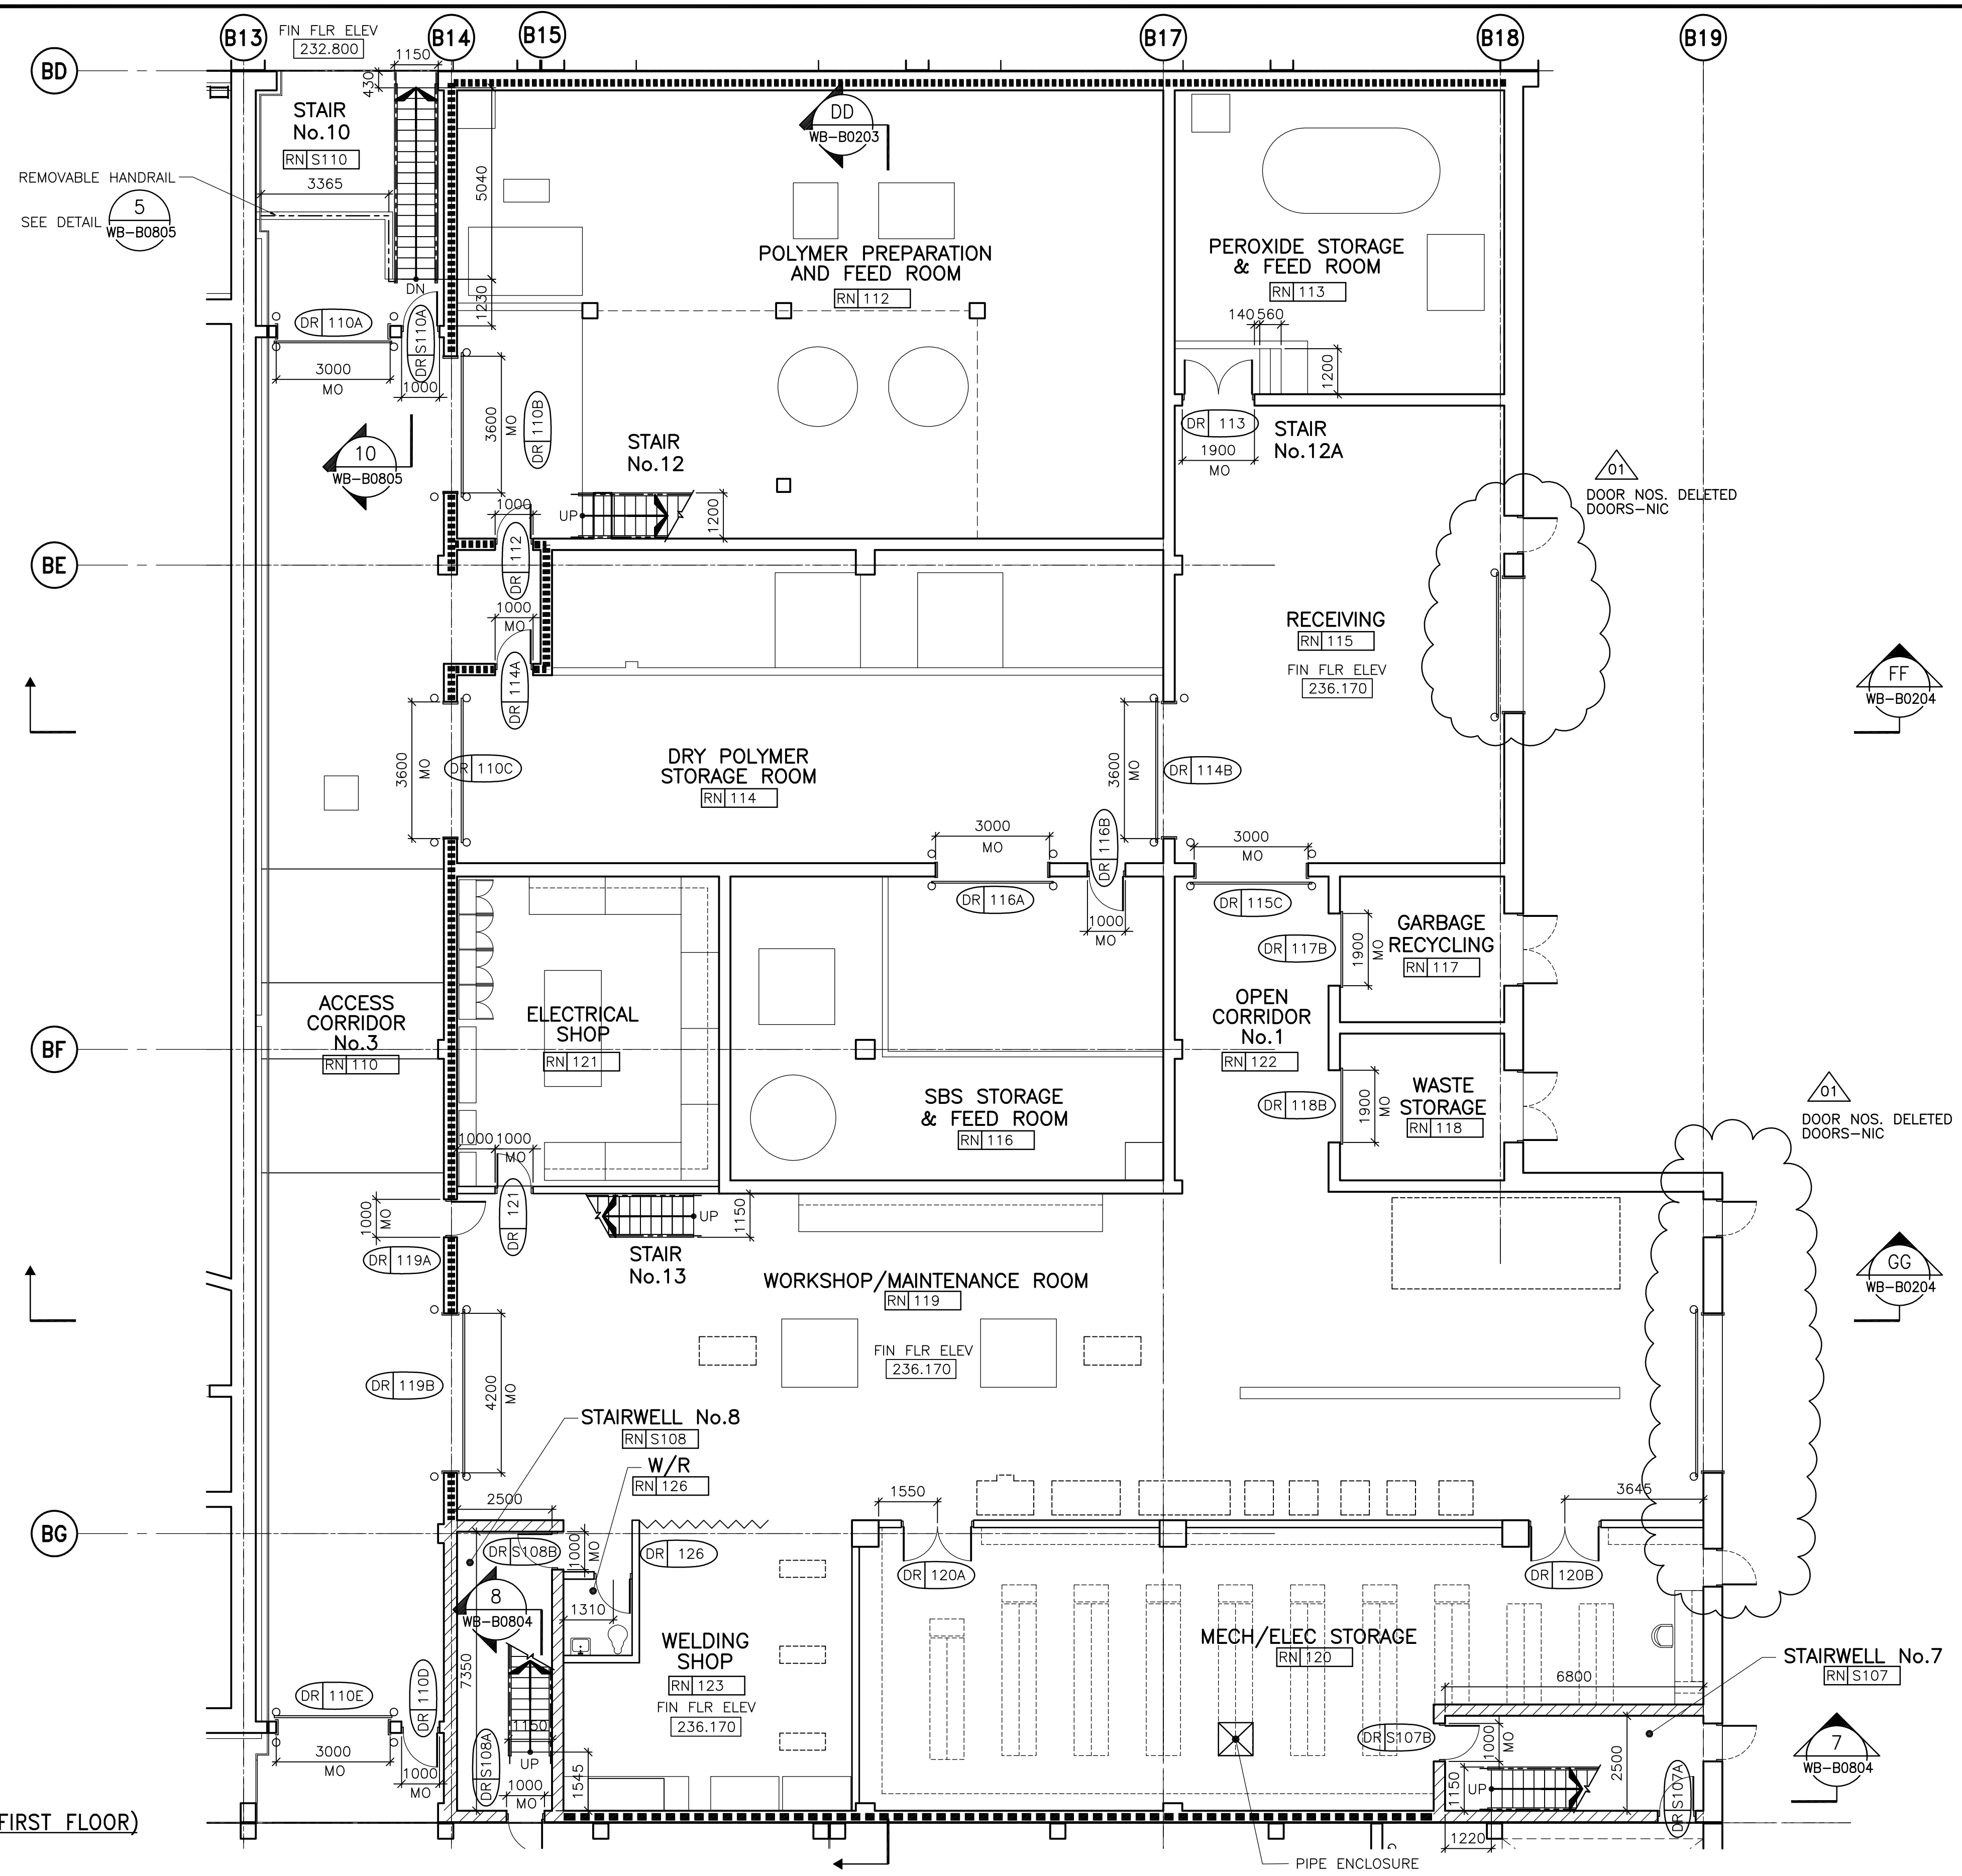 B13
FIN FLR ELEV
232.800
B14
B15
B17
B18
B19
BD
1150
430
STAIR
No.10
RN S110
3365
REMOVABLE HANDRAIL
SEE DETAIL
5
WB-B0805
DN
5040
1230
DD
WB-B0203
POLYMER PREPARATION
AND FEED ROOM
RN 112
PEROXIDE STORAGE
& FEED ROOM
RN 113
140
560
1200
DR 110A
DR S110A
3000
MO
1000
3600
MO
DR 110B
DR 113
1900
MO
STAIR
No.12A
10
WB-B0805
STAIR
No.12
UP
1200
1000
DR 112
01
DOOR NOS. DELETED
DOORS-NIC
BE
1000
MO
DR 114A
RECEIVING
RN 115
FIN FLR ELEV
236.170
FF
WB-B0204
3600
MO
DR 110C
DRY POLYMER
STORAGE ROOM
RN 114
3600
MO
DR 114B
3000
MO
DR 116B
3000
MO
DR 116A
1000
MO
DR 115C
DR 117B
1900
MO
GARBAGE
RECYCLING
RN 117
ACCESS
CORRIDOR
No.3
RN 110
ELECTRICAL
SHOP
RN 121
OPEN
CORRIDOR
No.1
RN 122
BF
SBS STORAGE
& FEED ROOM
RN 116
DR 118B
1900
MO
WASTE
STORAGE
RN 118
01
DOOR NOS. DELETED
DOORS-NIC
1000
1000
MO
DR 121
1000
MO
DR 119A
UP
1150
STAIR
No.13
WORKSHOP/MAINTENANCE ROOM
RN 119
FIN FLR ELEV
236.170
GG
WB-B0204
DR 119B
4200
MO
STAIRWELL No.8
RN S108
W/R
RN 126
2500
1550
3645
BG
DR S108B
1000
MO
DR 126
DR 120A
DR 120B
8
WB-B0804
1310
7350
WELDING
SHOP
RN 123
FIN FLR ELEV
236.170
MECH/ELEC STORAGE
RN 120
STAIRWELL No.7
RN S107
6800
DR 110E
DR 110D
3000
MO
1000
MO
DR S108A
1150
UP
1000
MO
1545
DR S107B
1000
MO
2500
1150
UP
DR S107A
7
WB-B0804
1220
FIRST FLOOR)
PIPE ENCLOSURE